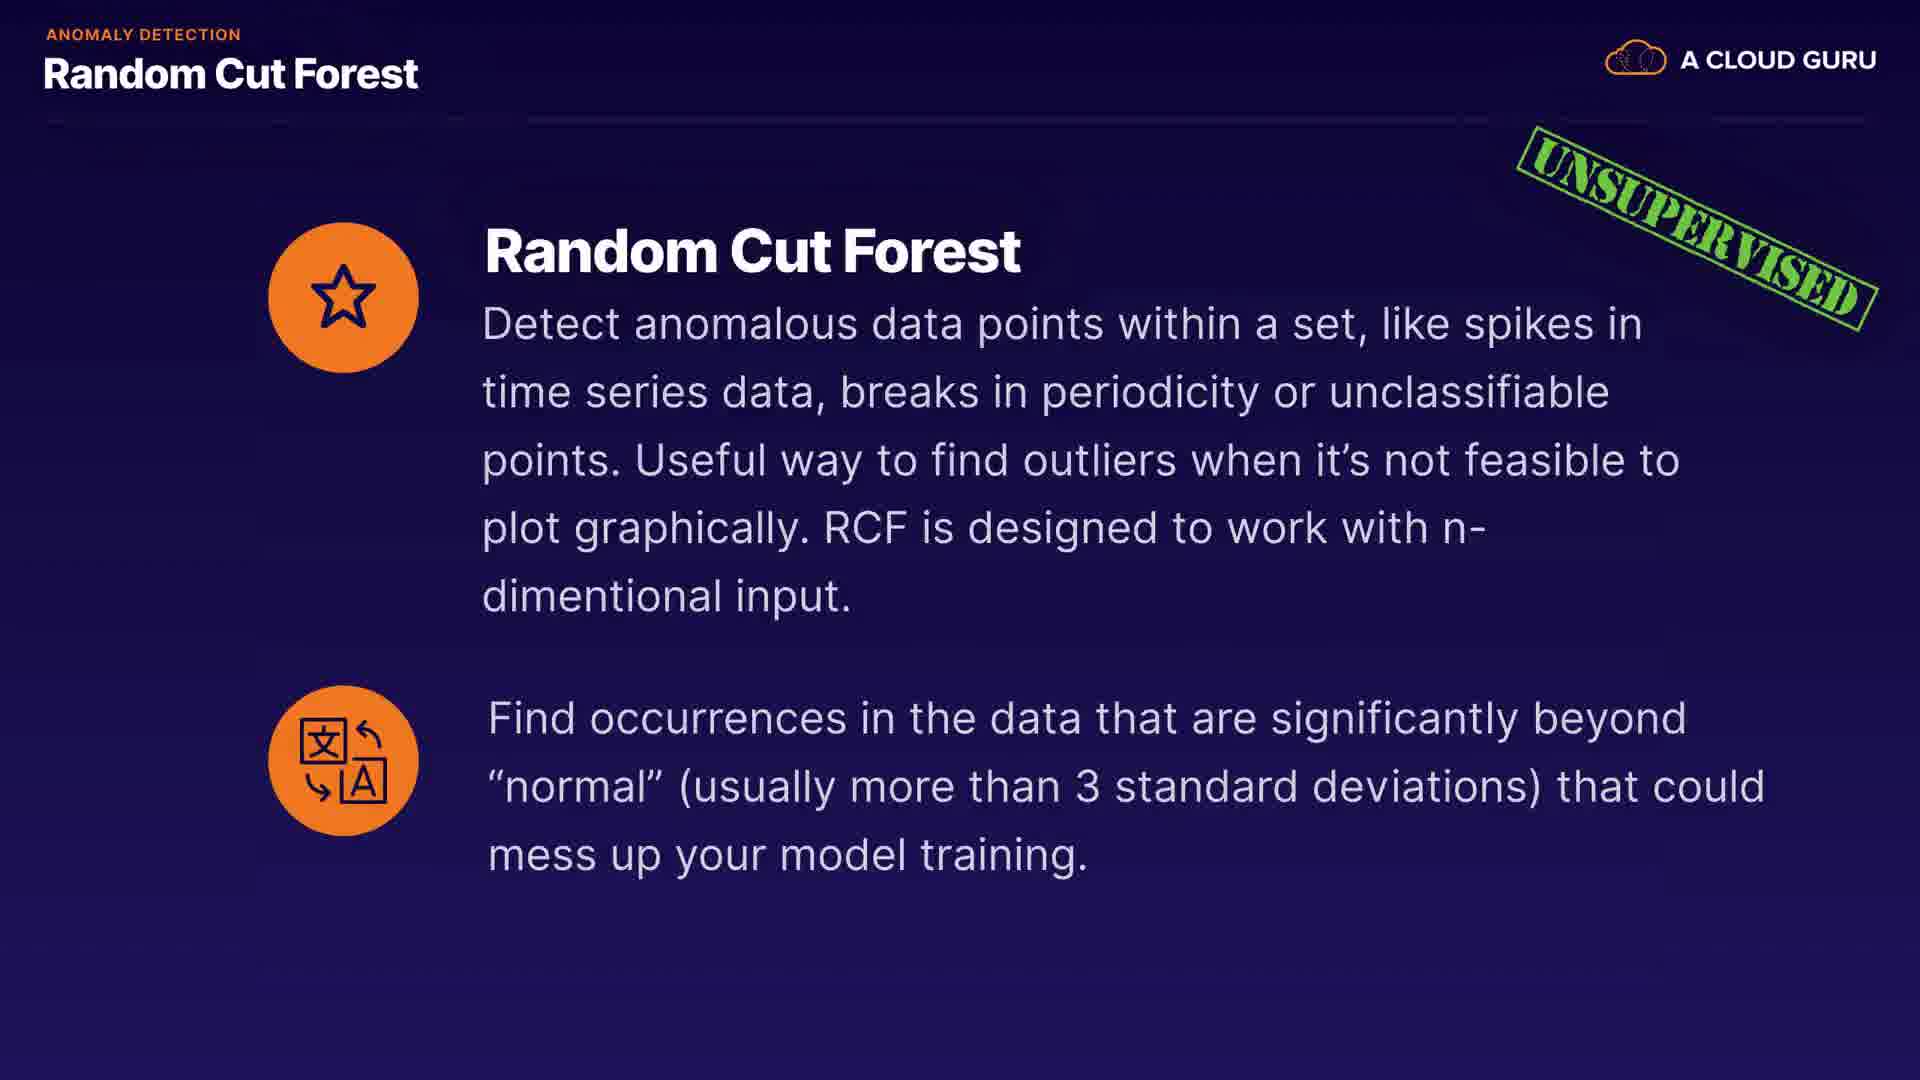 ANOMALY DETECTION
Random Cut Forest
A CLOUD GURU
UNSUPERVISED
Random Cut Forest
Detect anomalous data points within a set, like spikes in
time series data, breaks in periodicity or unclassifiable
points. Useful way to find outliers when it’s not feasible to
plot graphically. RCF is designed to work with n-
dimentional input.
文
A
Find occurrences in the data that are significantly beyond
“normal” (usually more than 3 standard deviations) that could
mess up your model training.